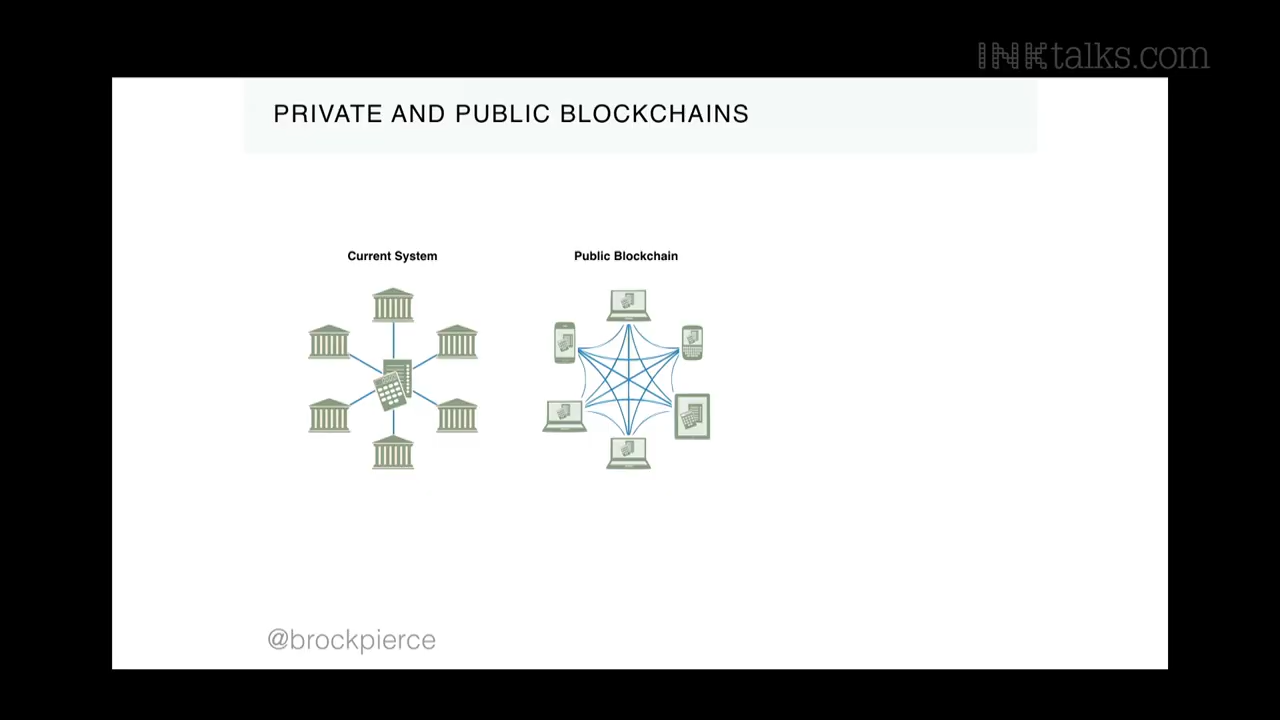 INKtalks.com
PRIVATE AND PUBLIC BLOCKCHAINS
Current System
Public Blockchain
@brockpierce